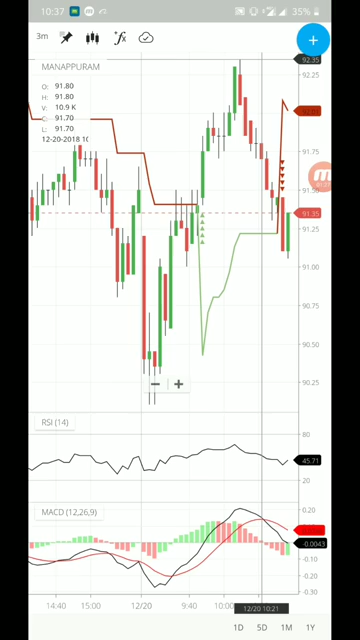 10:37 35%
3m fx +
MANAPPURAM
O: 91.80
H: 91.80
V: 10.9 K
C: 91.70
L: 91.70
12-20-2018 10
92.35
92.25
91.75
91.50
91.35
91.25
91.00
90.75
90.50
90.25
RSI (14)
80
45.71
20
MACD (12,26,9)
0.20
-0.0043
-0.10
-0.20
-0.30
14:40 15:00 12/20 9:40 10:00
12/20 10:21
1D 5D 1M 1Y